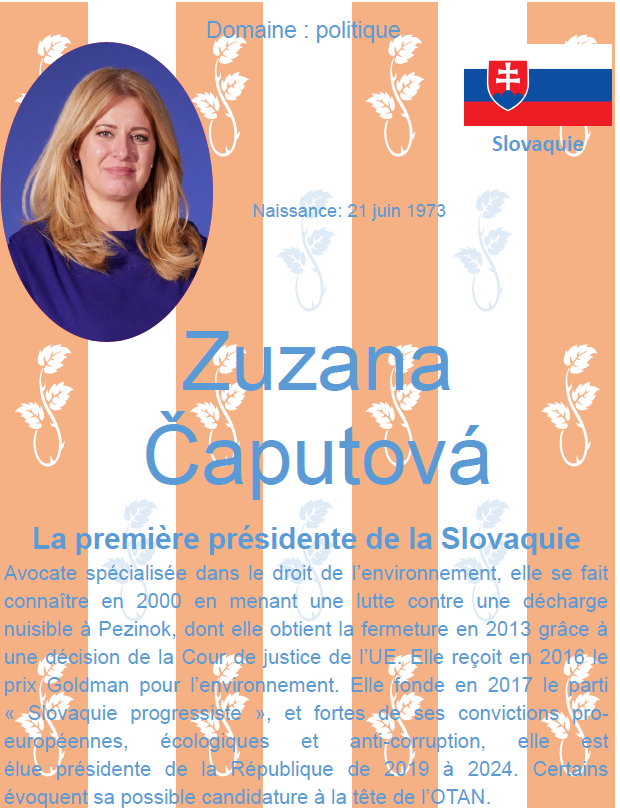 Domaine : politique
Slovaquie
Naissance: 21 juin 1973
Zuzana
Čaputová
La première présidente de la Slovaquie
Avocate spécialisée dans le droit de l’environnement, elle se fait
connaître en 2000 en menant une lutte contre une décharge
nuisible à Pezinok, dont elle obtient la fermeture en 2013 grâce à
une décision de la Cour de justice de l’UE. Elle reçoit en 2016 le
prix Goldman pour l’environnement. Elle fonde en 2017 le parti
« Slovaquie progressiste », et fortes de ses convictions pro-
européennes, écologiques et anti-corruption, elle est
élue présidente de la République de 2019 à 2024. Certains
évoquent sa possible candidature à la tête de l’OTAN.